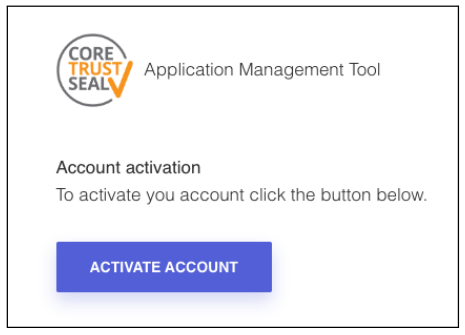 CORE
TRUST
SEAL
Application Management Tool
Account activation
To activate you account click the button below.
ACTIVATE ACCOUNT